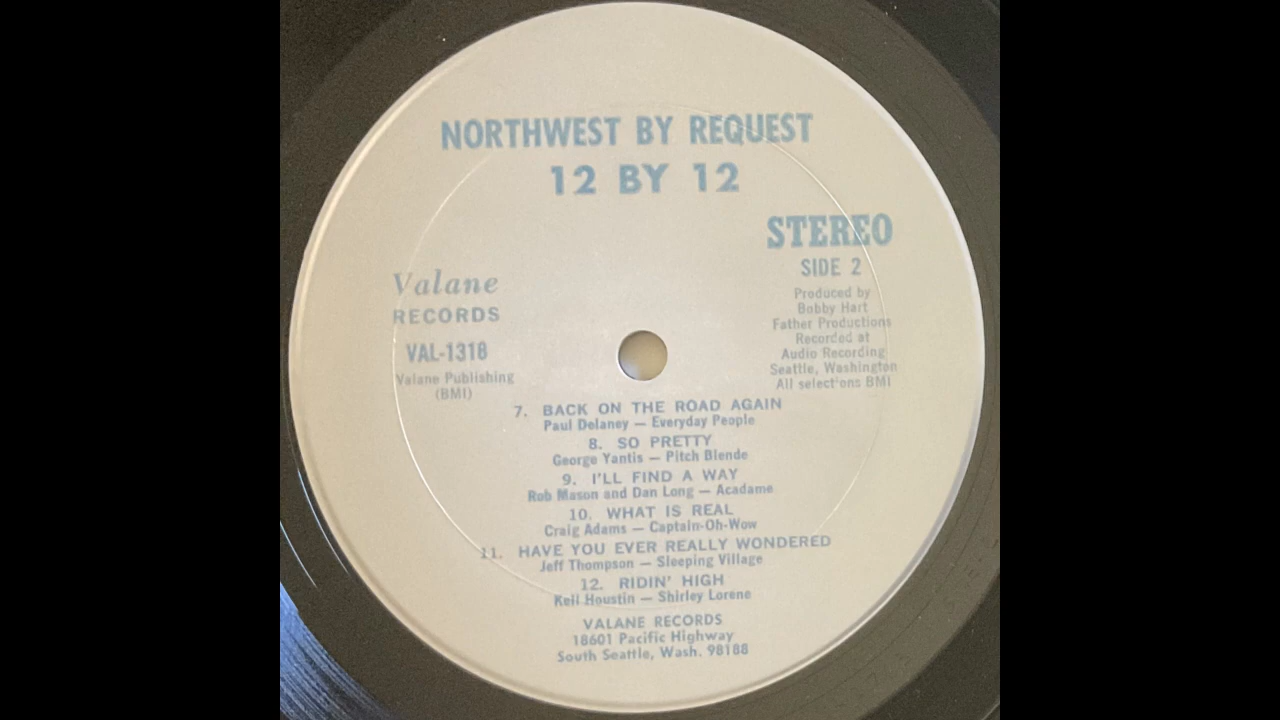 NORTHWEST BY REQUEST
12 BY 12
STEREO
SIDE 2
Valane
RECORDS
VAL-1318
Valane Publishing
(BMI)
Produced by
Bobby Hart
Father Productions
Recorded at
Audio Recording
Seattle, Washington
All selections BMI
7. BACK ON THE ROAD AGAIN
Paul Delaney — Everyday People
8. SO PRETTY
George Yantis — Pitch Blende
9. I'LL FIND A WAY
Rob Mason and Dan Long — Acadame
10. WHAT IS REAL
Craig Adams — Captain-Oh-Wow
11. HAVE YOU EVER REALLY WONDERED
Jeff Thompson — Sleeping Village
12. RIDIN' HIGH
Keil Houstin — Shirley Lorene
VALANE RECORDS
18601 Pacific Highway
South Seattle, Wash. 98188